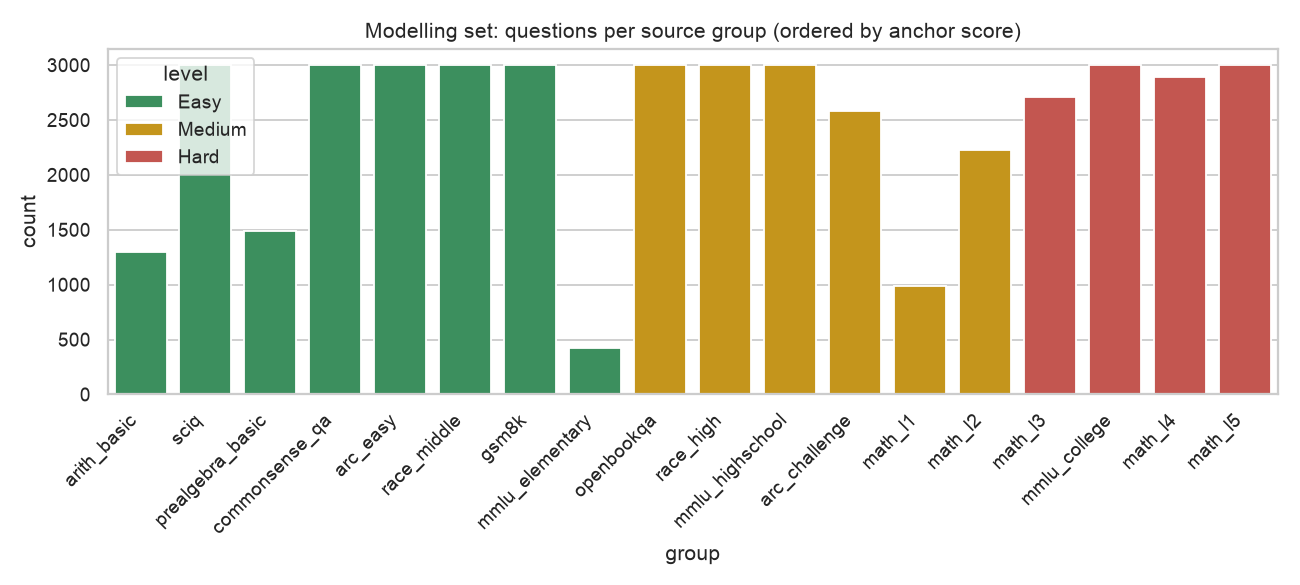 Modelling set: questions per source group (ordered by anchor score)
level
Easy
Medium
Hard
3000
2500
2000
1500
1000
500
0
count
arith_basic
sciq
prealgebra_basic
commonsense_qa
arc_easy
race_middle
gsm8k
mmlu_elementary
openbookqa
race_high
mmlu_highschool
arc_challenge
math_l1
math_l2
math_l3
mmlu_college
math_l4
math_l5
group